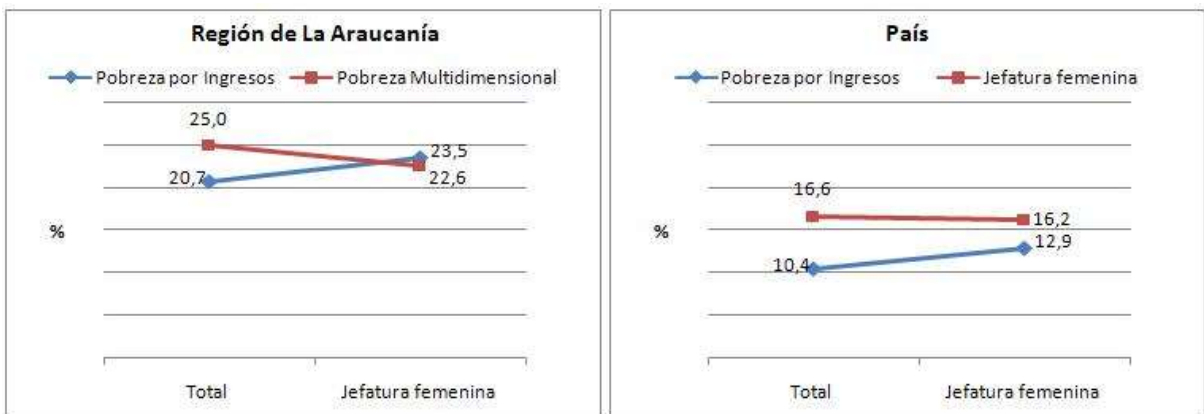 Región de La Araucanía
Pobreza por Ingresos Pobreza Multidimensional
25,0
23,5
20,7
22,6
%
Total Jefatura femenina
País
Pobreza por Ingresos Jefatura femenina
16,6
16,2
12,9
10,4
%
Total Jefatura femenina